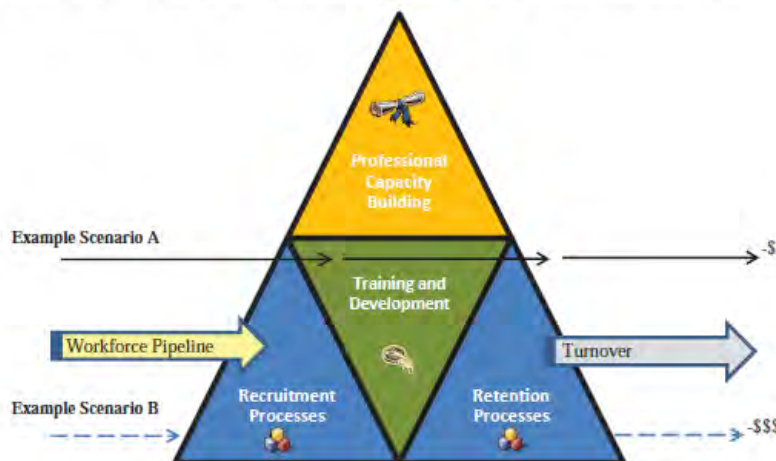 Professional
Capacity
Building
Example Scenario A
-$
Training and
Development
Workforce Pipeline
Turnover
Recruitment
Processes
Retention
Processes
Example Scenario B
-$$$